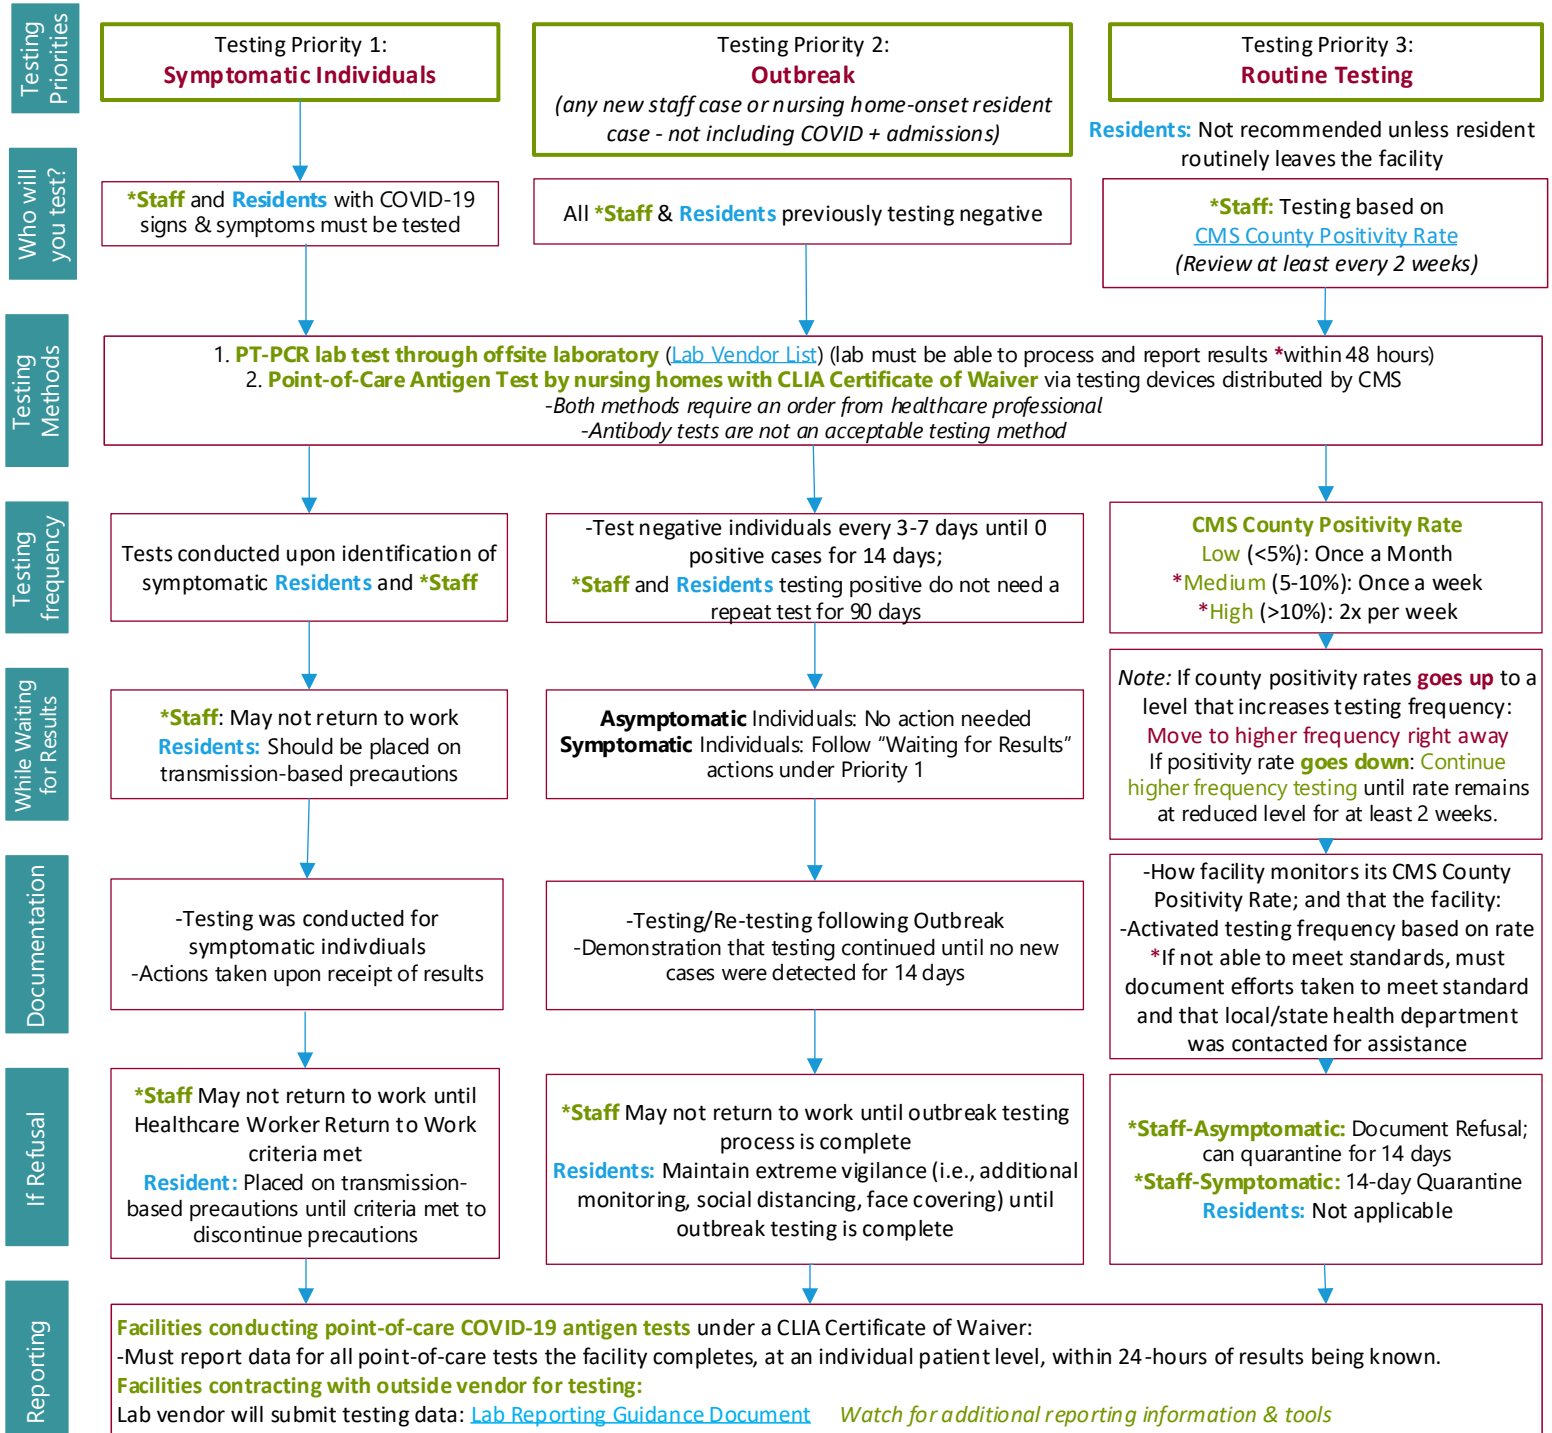 Testing
Priorities
Testing Priority 1:
Symptomatic Individuals
Testing Priority 2:
Outbreak
(any new staff case or nursing home-onset resident
case - not including COVID + admissions)
Testing Priority 3:
Routine Testing
Who will
you test?
*Staff and Residents with COVID-19
signs & symptoms must be tested
All *Staff & Residents previously testing negative
Residents: Not recommended unless resident
routinely leaves the facility
*Staff: Testing based on
CMS County Positivity Rate
(Review at least every 2 weeks)
Testing
Methods
1. PT-PCR lab test through offsite laboratory (Lab Vendor List) (lab must be able to process and report results *within 48 hours)
2. Point-of-Care Antigen Test by nursing homes with CLIA Certificate of Waiver via testing devices distributed by CMS
-Both methods require an order from healthcare professional
-Antibody tests are not an acceptable testing method
Testing
frequency
Tests conducted upon identification of
symptomatic Residents and *Staff
-Test negative individuals every 3-7 days until 0
positive cases for 14 days;
*Staff and Residents testing positive do not need a
repeat test for 90 days
CMS County Positivity Rate
Low (<5%): Once a Month
*Medium (5-10%): Once a week
*High (>10%): 2x per week
While Waiting
for Results
*Staff: May not return to work
Residents: Should be placed on
transmission-based precautions
Asymptomatic Individuals: No action needed
Symptomatic Individuals: Follow “Waiting for Results”
actions under Priority 1
Note: If county positivity rates goes up to a
level that increases testing frequency:
Move to higher frequency right away
If positivity rate goes down: Continue
higher frequency testing until rate remains
at reduced level for at least 2 weeks.
Documentation
-Testing was conducted for
symptomatic indivdiuals
-Actions taken upon receipt of results
-Testing/Re-testing following Outbreak
-Demonstration that testing continued until no new
cases were detected for 14 days
-How facility monitors its CMS County
Positivity Rate; and that the facility:
-Activated testing frequency based on rate
*If not able to meet standards, must
document efforts taken to meet standard
and that local/state health department
was contacted for assistance
If Refusal
*Staff May not return to work until
Healthcare Worker Return to Work
criteria met
Resident: Placed on transmission-
based precautions until criteria met to
discontinue precautions
*Staff May not return to work until outbreak testing
process is complete
Residents: Maintain extreme vigilance (i.e., additional
monitoring, social distancing, face covering) until
outbreak testing is complete
*Staff-Asymptomatic: Document Refusal;
can quarantine for 14 days
*Staff-Symptomatic: 14-day Quarantine
Residents: Not applicable
Reporting
Facilities conducting point-of-care COVID-19 antigen tests under a CLIA Certificate of Waiver:
-Must report data for all point-of-care tests the facility completes, at an individual patient level, within 24-hours of results being known.
Facilities contracting with outside vendor for testing:
Lab vendor will submit testing data: Lab Reporting Guidance Document Watch for additional reporting information & tools